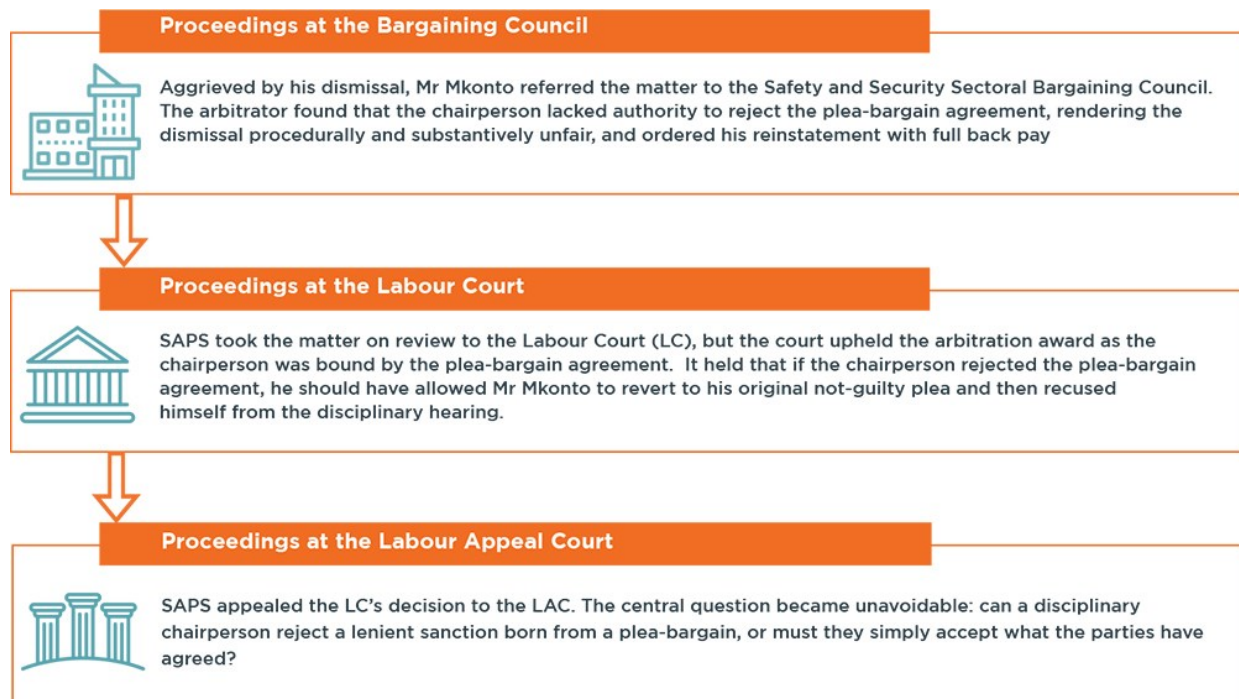 Proceedings at the Bargaining Council
Aggrieved by his dismissal, Mr Mkonto referred the matter to the Safety and Security Sectoral Bargaining Council.
The arbitrator found that the chairperson lacked authority to reject the plea-bargain agreement, rendering the
dismissal procedurally and substantively unfair, and ordered his reinstatement with full back pay
Proceedings at the Labour Court
SAPS took the matter on review to the Labour Court (LC), but the court upheld the arbitration award as the
chairperson was bound by the plea-bargain agreement. It held that if the chairperson rejected the plea-bargain
agreement, he should have allowed Mr Mkonto to revert to his original not-guilty plea and then recused
himself from the disciplinary hearing.
Proceedings at the Labour Appeal Court
SAPS appealed the LC's decision to the LAC. The central question became unavoidable: can a disciplinary
chairperson reject a lenient sanction born from a plea-bargain, or must they simply accept what the parties have
agreed?